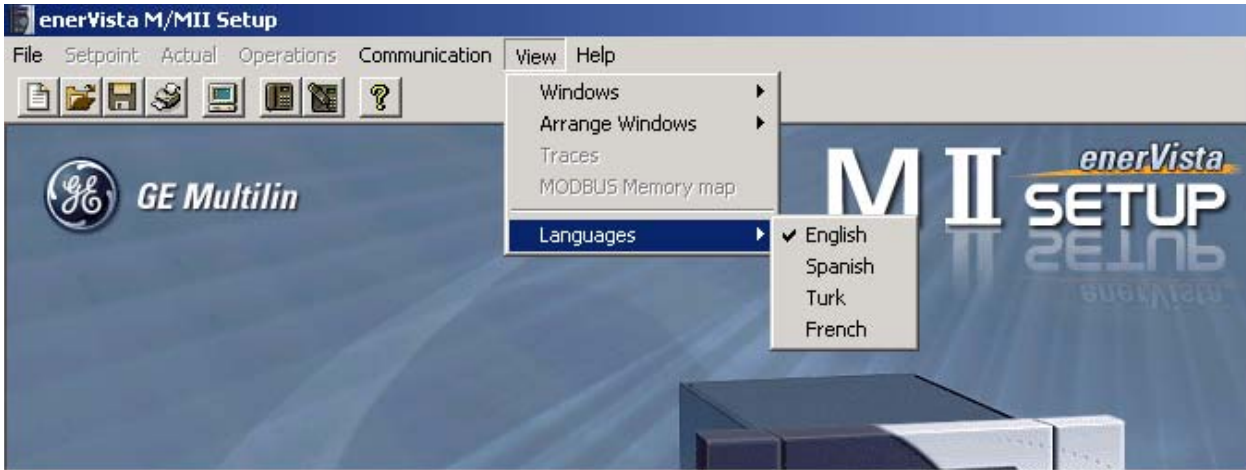 enerVista M/MII Setup
File Setpoint Actual Operations Communication View Help
Windows
Arrange Windows
Traces
MODBUS Memory map
Languages
English
Spanish
Turk
French
GE GE Multilin
M II enerVista
SETUP